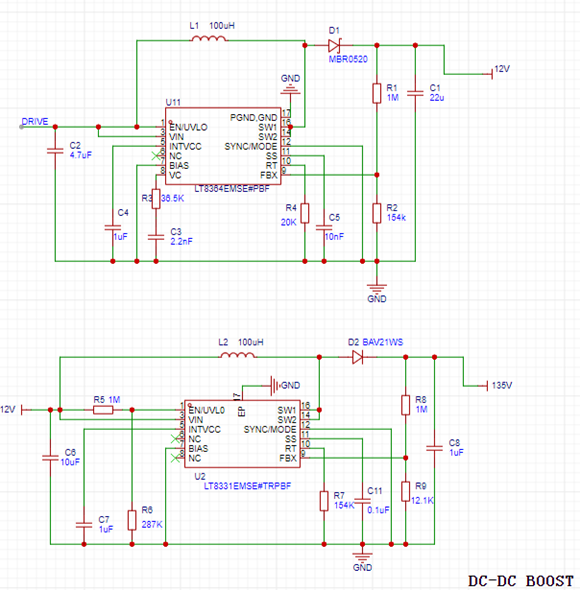 L1 100uH
D1
MBR0520
GND
12V
R1
1M
C1
22u
U11
DRIVE
PGND,GND 17
1 EN/UVLO SW1 16
3 VIN SW2 14
5 INTVCC SYNC/MODE 12
6 NC SS 11
7 BIAS RT 10
8 VC FBX 9
LT8364EMSE#PBF
C2
4.7uF
R3 36.5K
C4
1uF
R4
20K
C5
10nF
R2
154k
C3
2.2nF
GND
L2 100uH
D2 BAV21WS
GND
135V
17
EP
12V
R5 1M
R8
1M
1 EN/UVL0 SW1 16
3 VIN SW2 14
5 INTVCC SYNC/MODE 12
6 NC SS 11
7 BIAS RT 10
8 NC FBX 9
U2
LT8331EMSE#TRPBF
C6
10uF
C8
1uF
C7
1uF
R6
287K
R7
154K
C11
0.1uF
R9
12.1K
GND
DC-DC BOOST